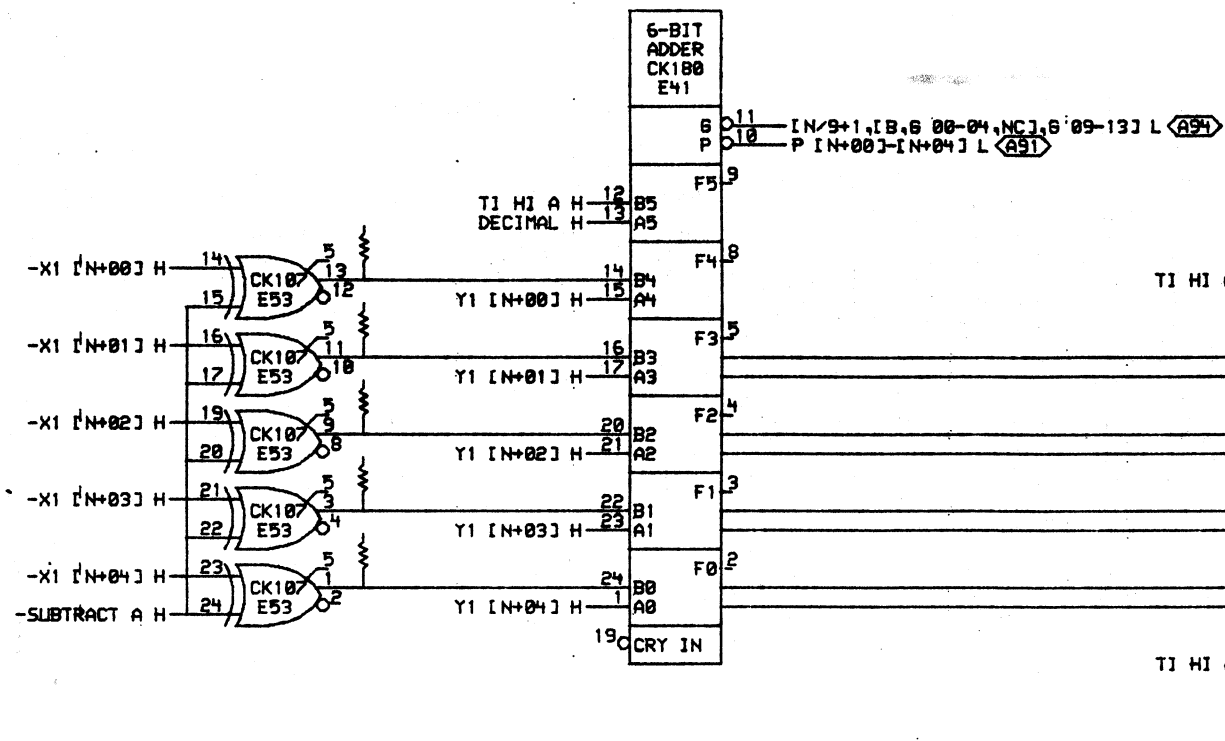 6-BIT
ADDER
CK180
E41
G 11 [N/9+1,[B,G 00-04,NC],G 09-13] L A94
P 10 P [N+00]-[N+04] L A91
F5 9
TI HI A H 12 B5
DECIMAL H 13 A5
F4 8
-X1 [N+00] H 14 CK107 E53 5 13 12 14 B4
15
Y1 [N+00] H 15 A4
TI HI
F3 5
-X1 [N+01] H 16 CK107 E53 5 11 10 16 B3
17
Y1 [N+01] H 17 A3
F2 4
-X1 [N+02] H 19 CK107 E53 5 9 8 20 B2
20
Y1 [N+02] H 21 A2
F1 3
-X1 [N+03] H 21 CK107 E53 5 3 4 22 B1
22
Y1 [N+03] H 23 A1
F0 2
-X1 [N+04] H 23 CK107 E53 5 1 2 24 B0
-SUBTRACT A H 24
Y1 [N+04] H 1 A0
19 CRY IN
TI HI